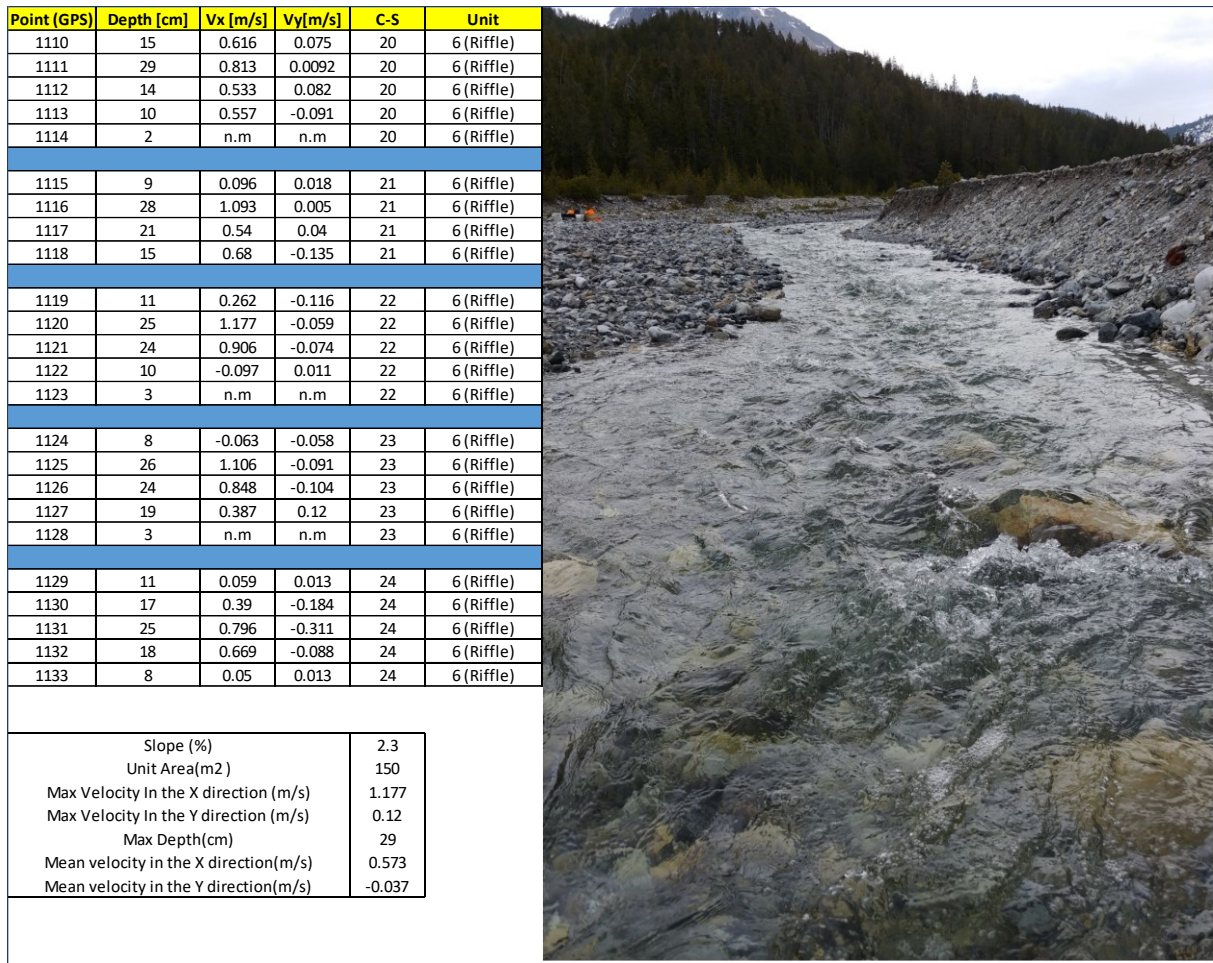 Point (GPS) Depth [cm] Vx [m/s] Vy[m/s] C-S Unit
1110 15 0.616 0.075 20 6 (Riffle)
1111 29 0.813 0.0092 20 6 (Riffle)
1112 14 0.533 0.082 20 6 (Riffle)
1113 10 0.557 -0.091 20 6 (Riffle)
1114 2 n.m n.m 20 6 (Riffle)
1115 9 0.096 0.018 21 6 (Riffle)
1116 28 1.093 0.005 21 6 (Riffle)
1117 21 0.54 0.04 21 6 (Riffle)
1118 15 0.68 -0.135 21 6 (Riffle)
1119 11 0.262 -0.116 22 6 (Riffle)
1120 25 1.177 -0.059 22 6 (Riffle)
1121 24 0.906 -0.074 22 6 (Riffle)
1122 10 -0.097 0.011 22 6 (Riffle)
1123 3 n.m n.m 22 6 (Riffle)
1124 8 -0.063 -0.058 23 6 (Riffle)
1125 26 1.106 -0.091 23 6 (Riffle)
1126 24 0.848 -0.104 23 6 (Riffle)
1127 19 0.387 0.12 23 6 (Riffle)
1128 3 n.m n.m 23 6 (Riffle)
1129 11 0.059 0.013 24 6 (Riffle)
1130 17 0.39 -0.184 24 6 (Riffle)
1131 25 0.796 -0.311 24 6 (Riffle)
1132 18 0.669 -0.088 24 6 (Riffle)
1133 8 0.05 0.013 24 6 (Riffle)
Slope (%) 2.3
Unit Area(m2 ) 150
Max Velocity In the X direction (m/s) 1.177
Max Velocity In the Y direction (m/s) 0.12
Max Depth(cm) 29
Mean velocity in the X direction(m/s) 0.573
Mean velocity in the Y direction(m/s) -0.037